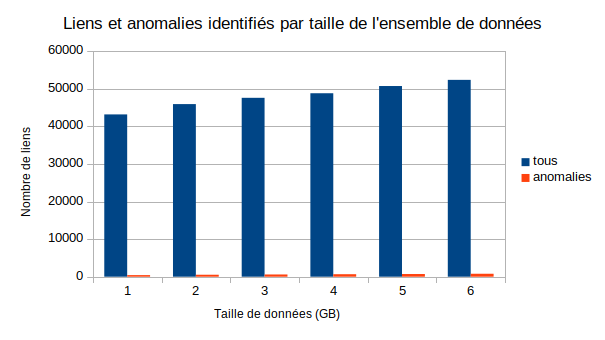 Liens et anomalies identifiés par taille de l'ensemble de données
60000
50000
40000
30000
20000
10000
0
Nombre de liens
1 2 3 4 5 6
Taille de données (GB)
tous
anomalies